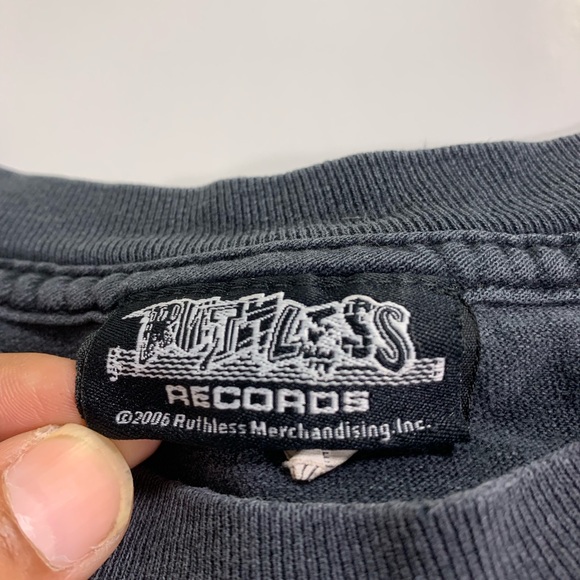 RUTHLESS
RECORDS
©2006 Ruthless Merchandising, Inc.